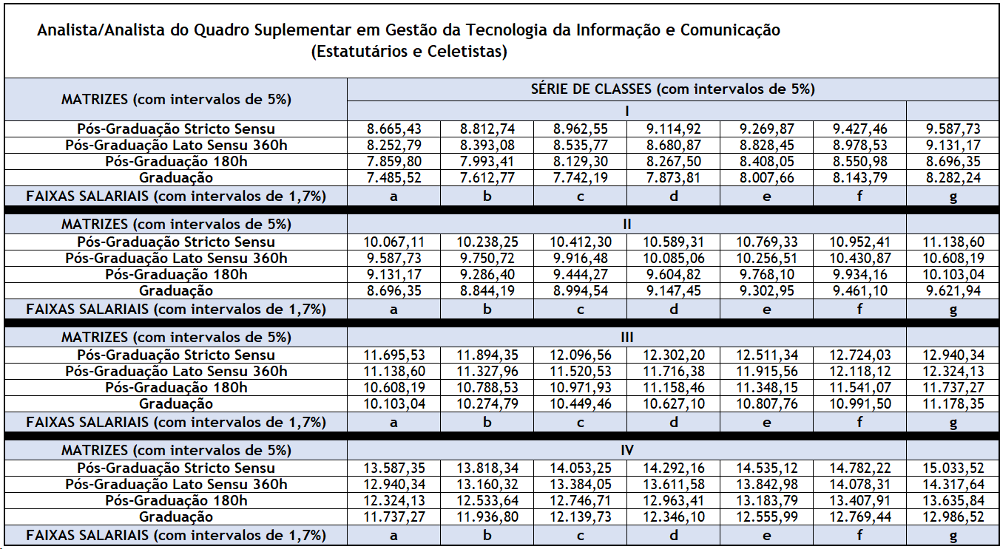 Analista/Analista do Quadro Suplementar em Gestão da Tecnologia da Informação e Comunicação
(Estatutários e Celetistas)
MATRIZES (com intervalos de 5%) SÉRIE DE CLASSES (com intervalos de 5%)
I
Pós-Graduação Stricto Sensu 8.665,43 8.812,74 8.962,55 9.114,92 9.269,87 9.427,46 9.587,73
Pós-Graduação Lato Sensu 360h 8.252,79 8.393,08 8.535,77 8.680,87 8.828,45 8.978,53 9.131,17
Pós-Graduação 180h 7.859,80 7.993,41 8.129,30 8.267,50 8.408,05 8.550,98 8.696,35
Graduação 7.485,52 7.612,77 7.742,19 7.873,81 8.007,66 8.143,79 8.282,24
FAIXAS SALARIAIS (com intervalos de 1,7%) a b c d e f g
MATRIZES (com intervalos de 5%) II
Pós-Graduação Stricto Sensu 10.067,11 10.238,25 10.412,30 10.589,31 10.769,33 10.952,41 11.138,60
Pós-Graduação Lato Sensu 360h 9.587,73 9.750,72 9.916,48 10.085,06 10.256,51 10.430,87 10.608,19
Pós-Graduação 180h 9.131,17 9.286,40 9.444,27 9.604,82 9.768,10 9.934,16 10.103,04
Graduação 8.696,35 8.844,19 8.994,54 9.147,45 9.302,95 9.461,10 9.621,94
FAIXAS SALARIAIS (com intervalos de 1,7%) a b c d e f g
MATRIZES (com intervalos de 5%) III
Pós-Graduação Stricto Sensu 11.695,53 11.894,35 12.096,56 12.302,20 12.511,34 12.724,03 12.940,34
Pós-Graduação Lato Sensu 360h 11.138,60 11.327,96 11.520,53 11.716,38 11.915,56 12.118,12 12.324,13
Pós-Graduação 180h 10.608,19 10.788,53 10.971,93 11.158,46 11.348,15 11.541,07 11.737,27
Graduação 10.103,04 10.274,79 10.449,46 10.627,10 10.807,76 10.991,50 11.178,35
FAIXAS SALARIAIS (com intervalos de 1,7%) a b c d e f g
MATRIZES (com intervalos de 5%) IV
Pós-Graduação Stricto Sensu 13.587,35 13.818,34 14.053,25 14.292,16 14.535,12 14.782,22 15.033,52
Pós-Graduação Lato Sensu 360h 12.940,34 13.160,32 13.384,05 13.611,58 13.842,98 14.078,31 14.317,64
Pós-Graduação 180h 12.324,13 12.533,64 12.746,71 12.963,41 13.183,79 13.407,91 13.635,84
Graduação 11.737,27 11.936,80 12.139,73 12.346,10 12.555,99 12.769,44 12.986,52
FAIXAS SALARIAIS (com intervalos de 1,7%) a b c d e f g